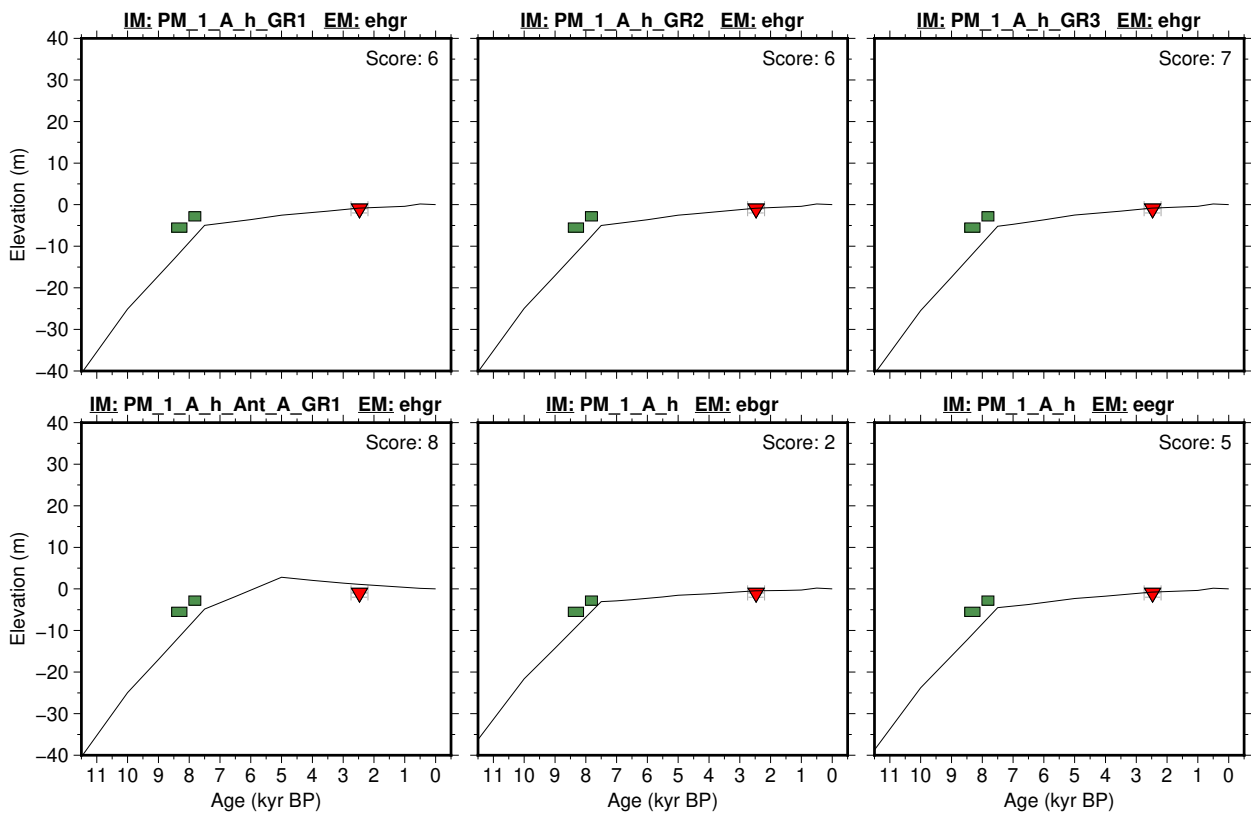 IM: PM_1_A_h_GR1 EM: ehgr IM: PM_1_A_h_GR2 EM: ehgr IM: PM_1_A_h_GR3 EM: ehgr
Score: 6 Score: 6 Score: 7
40
30
20
10
0
−10
−20
−30
−40
Elevation (m)
IM: PM_1_A_h_Ant_A_GR1 EM: ehgr IM: PM_1_A_h EM: ebgr IM: PM_1_A_h EM: eegr
Score: 8 Score: 2 Score: 5
40
30
20
10
0
−10
−20
−30
−40
Elevation (m)
11 10 9 8 7 6 5 4 3 2 1 0 11 10 9 8 7 6 5 4 3 2 1 0 11 10 9 8 7 6 5 4 3 2 1 0
Age (kyr BP) Age (kyr BP) Age (kyr BP)